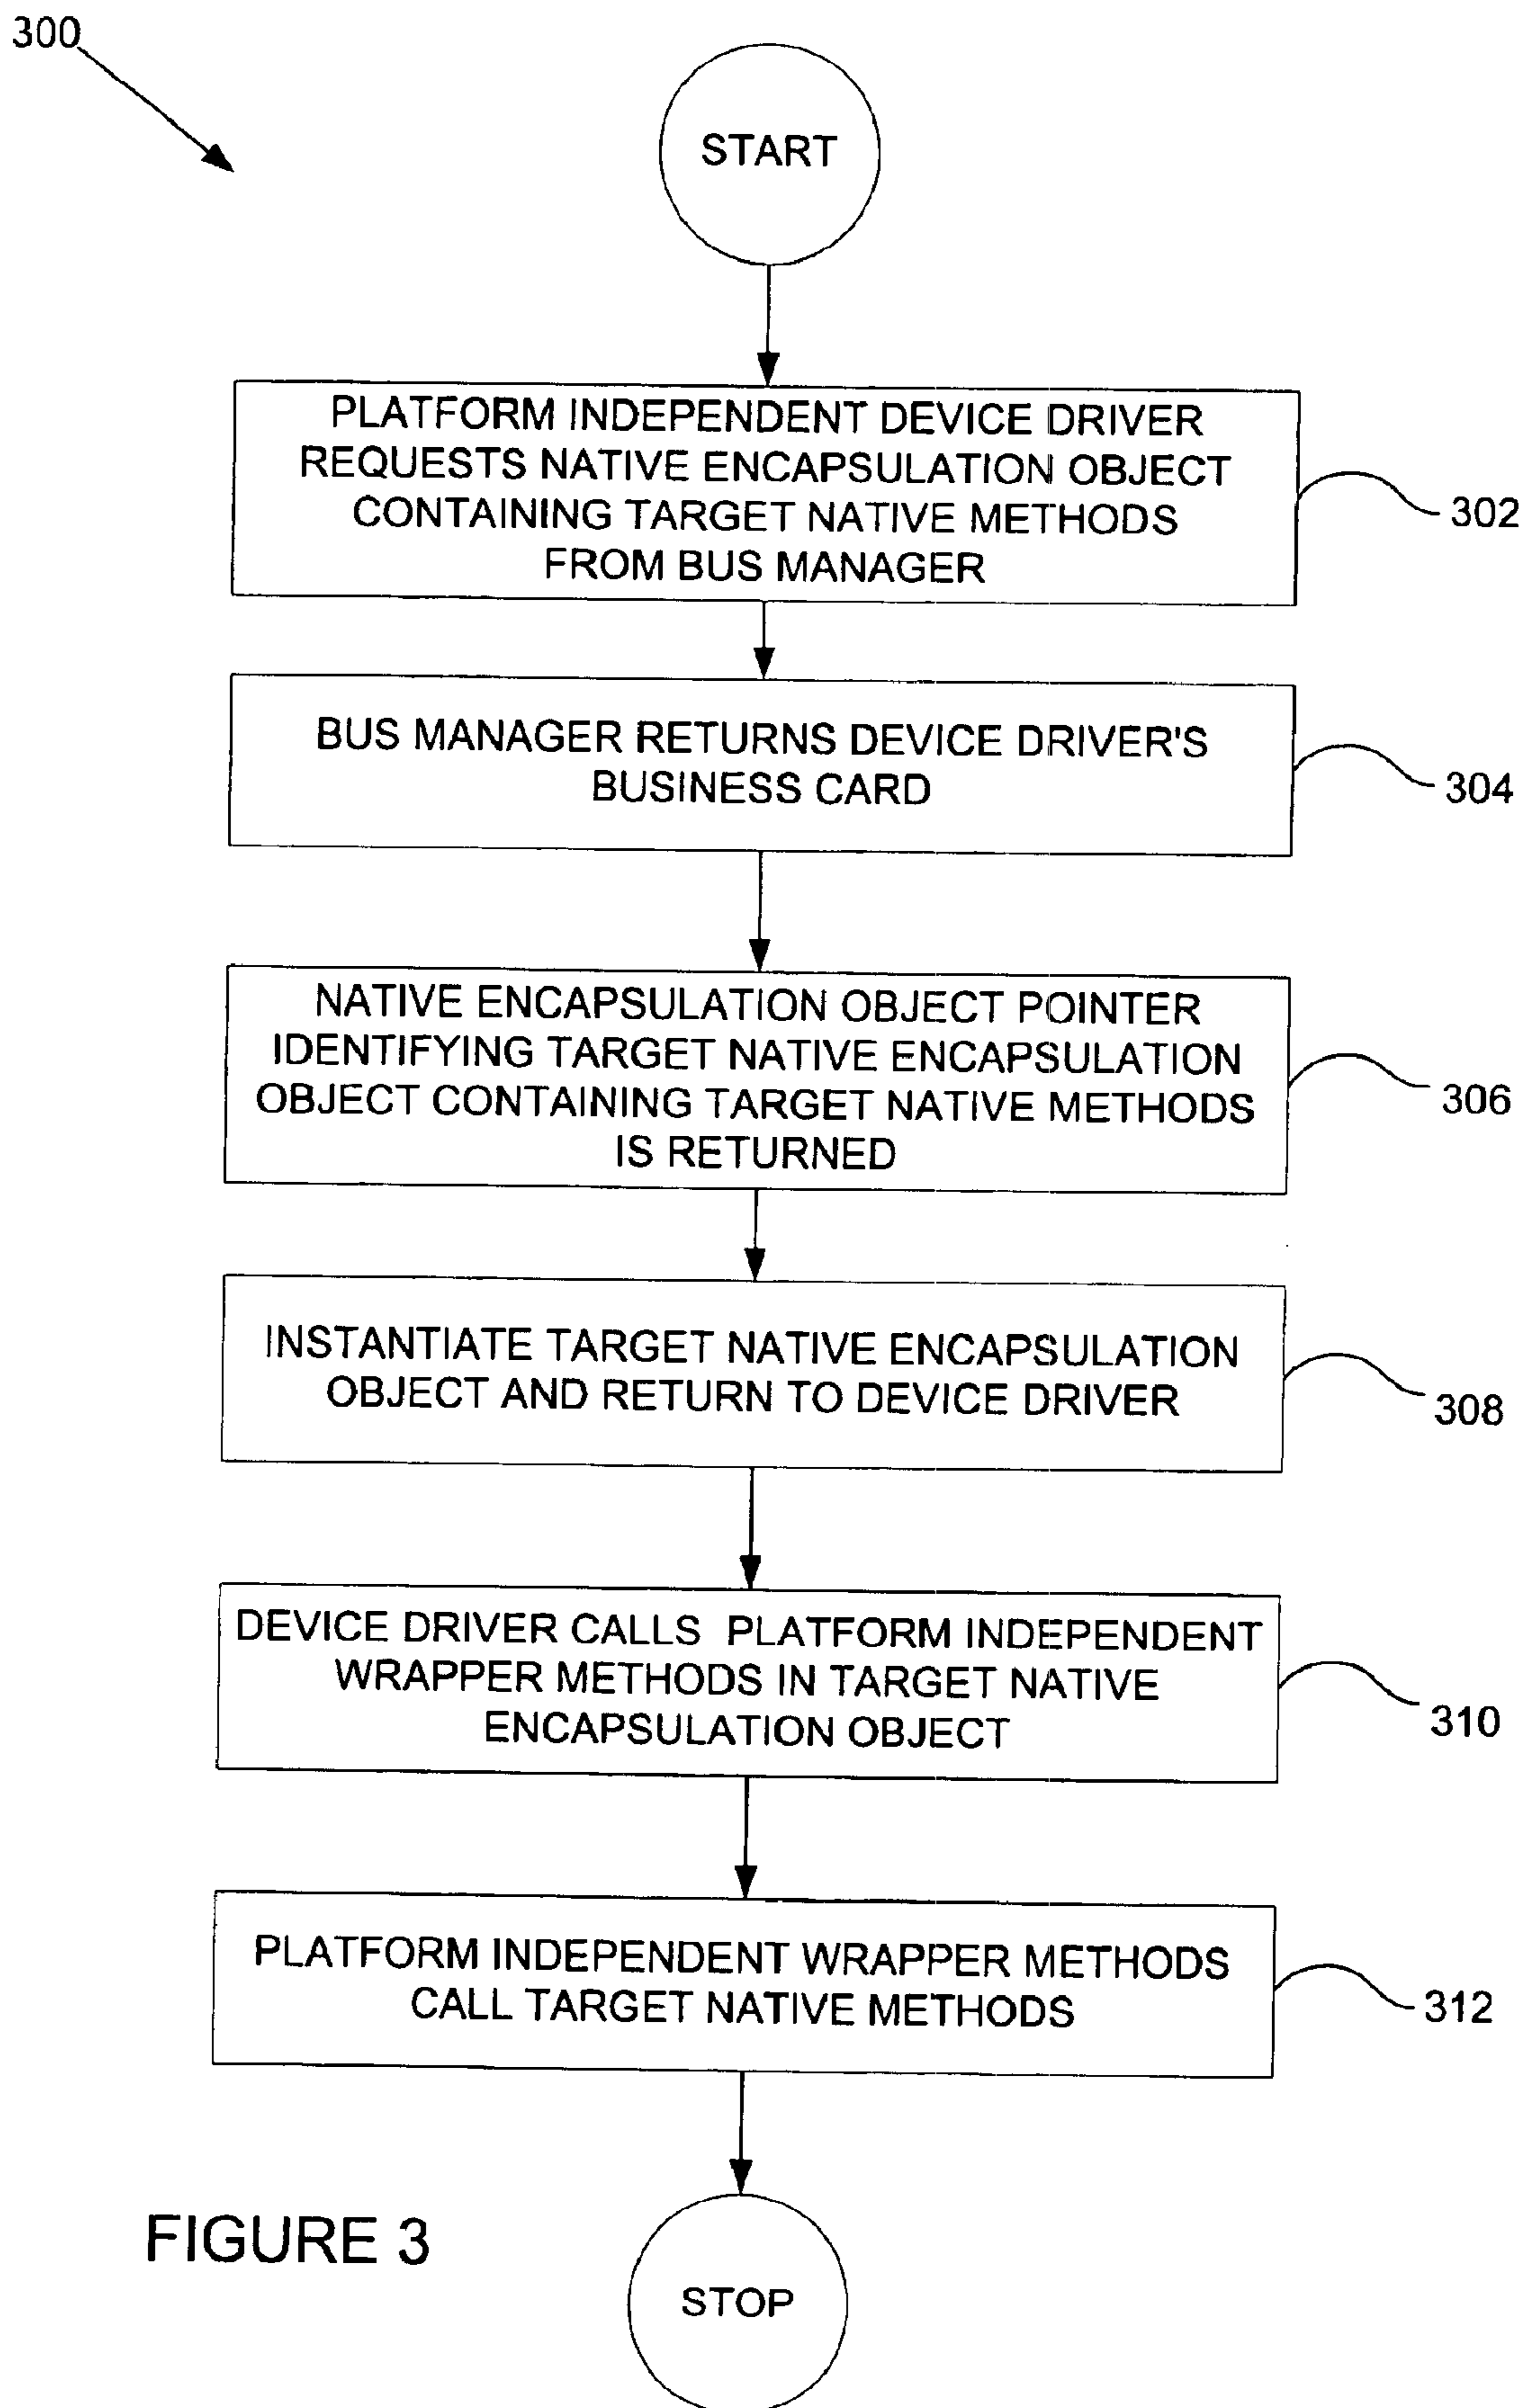 300
START
PLATFORM INDEPENDENT DEVICE DRIVER
REQUESTS NATIVE ENCAPSULATION OBJECT
CONTAINING TARGET NATIVE METHODS
FROM BUS MANAGER
302
BUS MANAGER RETURNS DEVICE DRIVER'S
BUSINESS CARD
304
NATIVE ENCAPSULATION OBJECT POINTER
IDENTIFYING TARGET NATIVE ENCAPSULATION
OBJECT CONTAINING TARGET NATIVE METHODS
IS RETURNED
306
INSTANTIATE TARGET NATIVE ENCAPSULATION
OBJECT AND RETURN TO DEVICE DRIVER
308
DEVICE DRIVER CALLS PLATFORM INDEPENDENT
WRAPPER METHODS IN TARGET NATIVE
ENCAPSULATION OBJECT
310
PLATFORM INDEPENDENT WRAPPER METHODS
CALL TARGET NATIVE METHODS
312
FIGURE 3
STOP